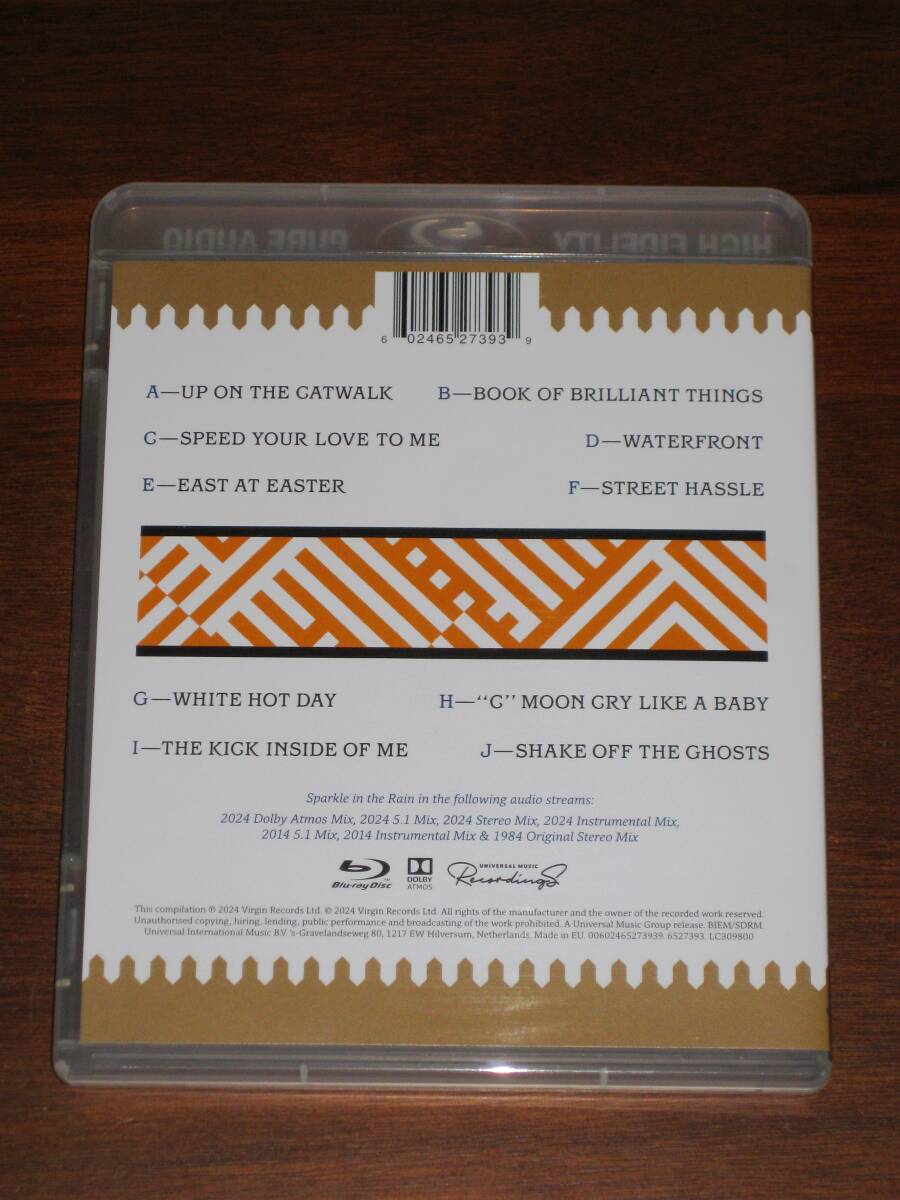 HIGH FIDELITY PURE AUDIO
6 02465 27393 9
A—UP ON THE CATWALK
B—BOOK OF BRILLIANT THINGS
C—SPEED YOUR LOVE TO ME
D—WATERFRONT
E—EAST AT EASTER
F—STREET HASSLE
G—WHITE HOT DAY
H—“C” MOON CRY LIKE A BABY
I—THE KICK INSIDE OF ME
J—SHAKE OFF THE GHOSTS
Sparkle in the Rain in the following audio streams:
2024 Dolby Atmos Mix, 2024 5.1 Mix, 2024 Stereo Mix, 2024 Instrumental Mix,
2014 5.1 Mix, 2014 Instrumental Mix & 1984 Original Stereo Mix
Blu-ray Disc™
DOLBY
ATMOS
UNIVERSAL MUSIC
Recordings
This compilation ℗ 2024 Virgin Records Ltd. © 2024 Virgin Records Ltd. All rights of the manufacturer and the owner of the recorded work reserved.
Unauthorised copying, hiring, lending, public performance and broadcasting of the work prohibited. A Universal Music Group release. BIEM/SDRM.
Universal International Music B.V. 's-Gravelandseweg 80, 1217 EW Hilversum, Netherlands. Made in EU. 00602465273939. 6527393. LC309800